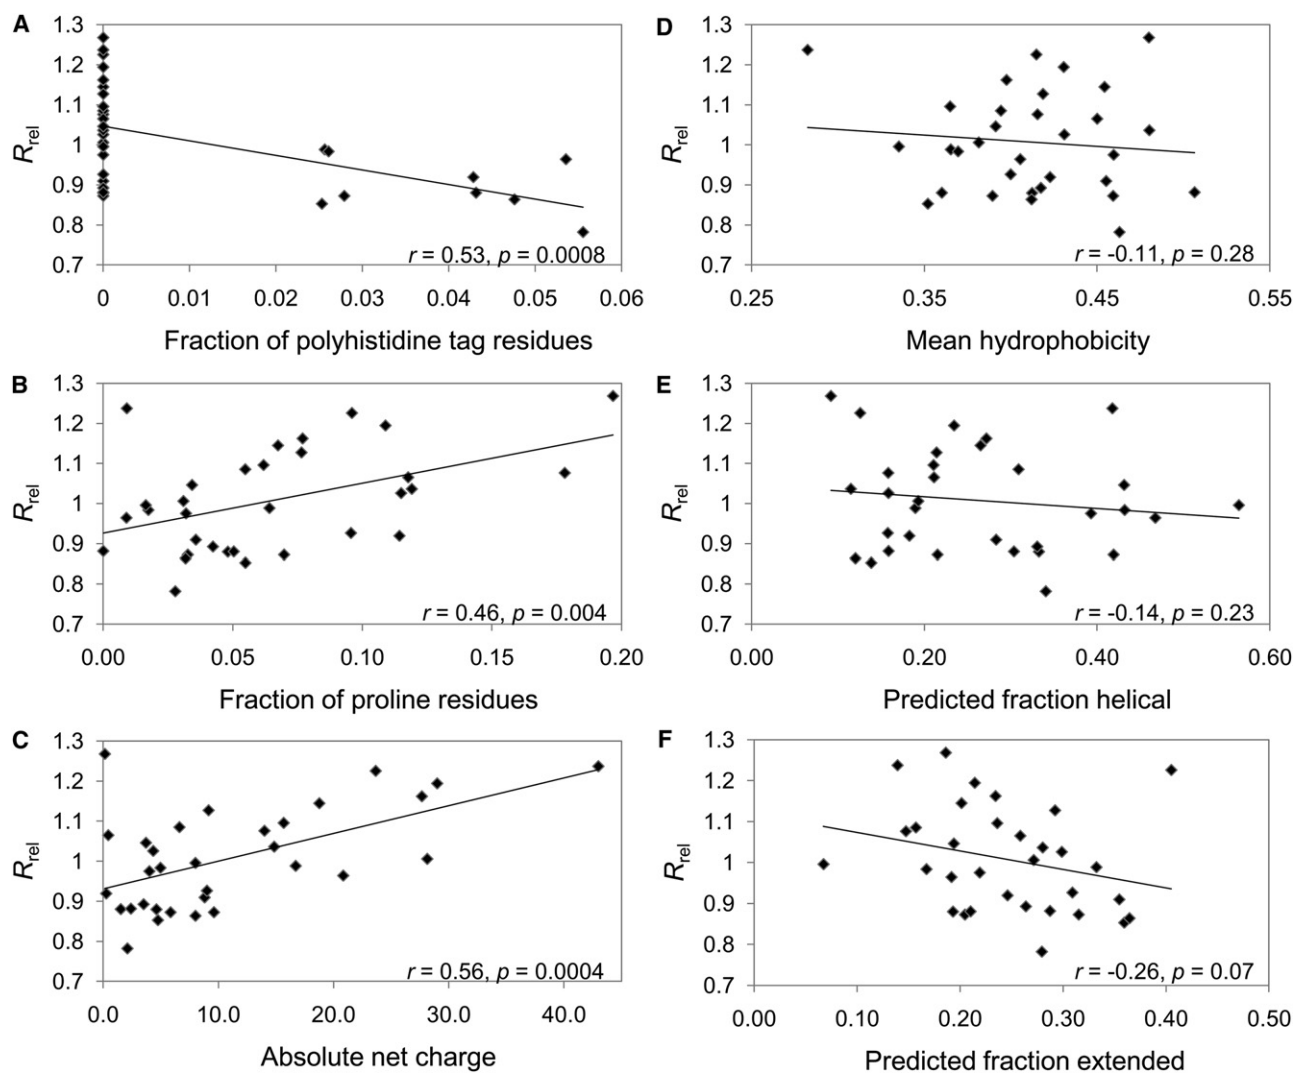 A
1.3
1.2
1.1
1
0.9
0.8
0.7
Rrel
r = 0.53, p = 0.0008
0 0.01 0.02 0.03 0.04 0.05 0.06
Fraction of polyhistidine tag residues
B
1.3
1.2
1.1
1
0.9
0.8
0.7
Rrel
r = 0.46, p = 0.004
0.00 0.05 0.10 0.15 0.20
Fraction of proline residues
C
1.3
1.2
1.1
1
0.9
0.8
0.7
Rrel
r = 0.56, p = 0.0004
0.0 10.0 20.0 30.0 40.0
Absolute net charge
D
1.3
1.2
1.1
1
0.9
0.8
0.7
Rrel
r = -0.11, p = 0.28
0.25 0.35 0.45 0.55
Mean hydrophobicity
E
1.3
1.2
1.1
1
0.9
0.8
0.7
Rrel
r = -0.14, p = 0.23
0.00 0.20 0.40 0.60
Predicted fraction helical
F
1.3
1.2
1.1
1
0.9
0.8
0.7
Rrel
r = -0.26, p = 0.07
0.00 0.10 0.20 0.30 0.40 0.50
Predicted fraction extended